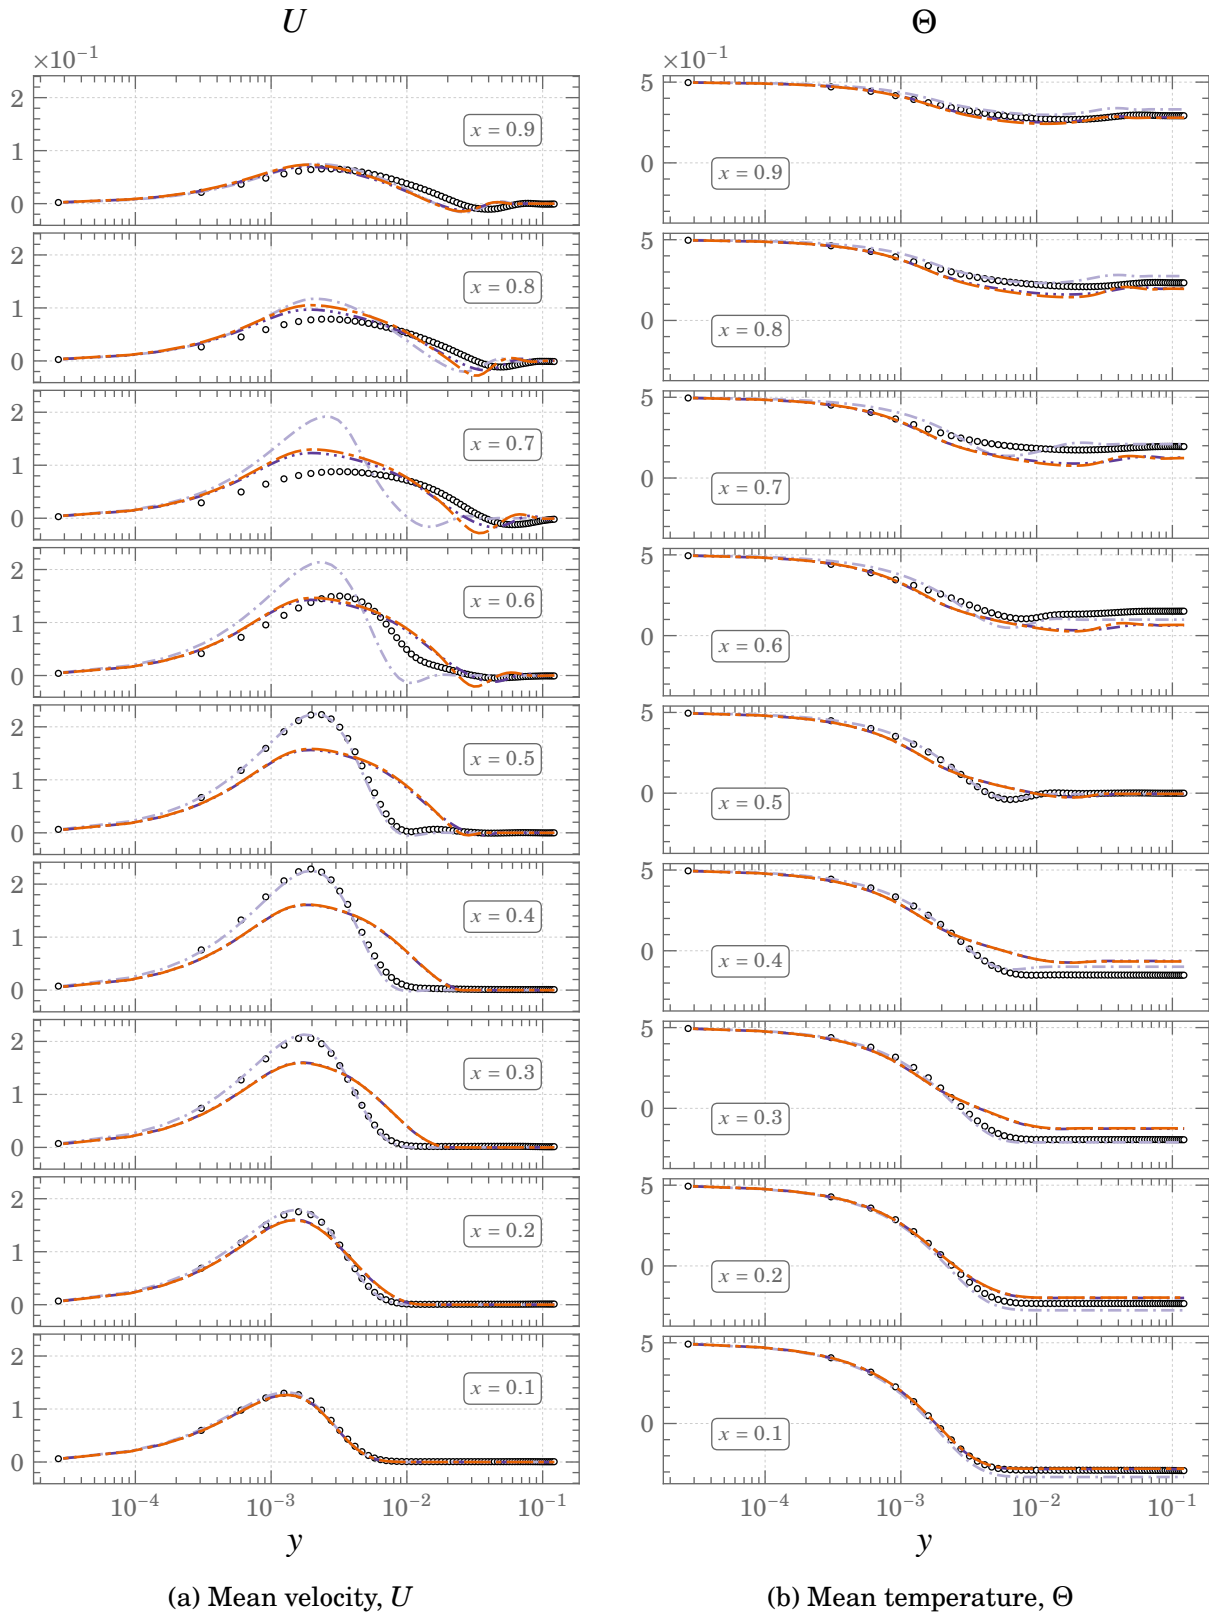 U
Θ
×10⁻¹
×10⁻¹
2
1
0
x = 0.9
5
0
x = 0.9
2
1
0
x = 0.8
5
0
x = 0.8
2
1
0
x = 0.7
5
0
x = 0.7
2
1
0
x = 0.6
5
0
x = 0.6
2
1
0
x = 0.5
5
0
x = 0.5
2
1
0
x = 0.4
5
0
x = 0.4
2
1
0
x = 0.3
5
0
x = 0.3
2
1
0
x = 0.2
5
0
x = 0.2
2
1
0
x = 0.1
5
0
x = 0.1
10⁻⁴ 10⁻³ 10⁻² 10⁻¹
10⁻⁴ 10⁻³ 10⁻² 10⁻¹
y
y
(a) Mean velocity, U
(b) Mean temperature, Θ